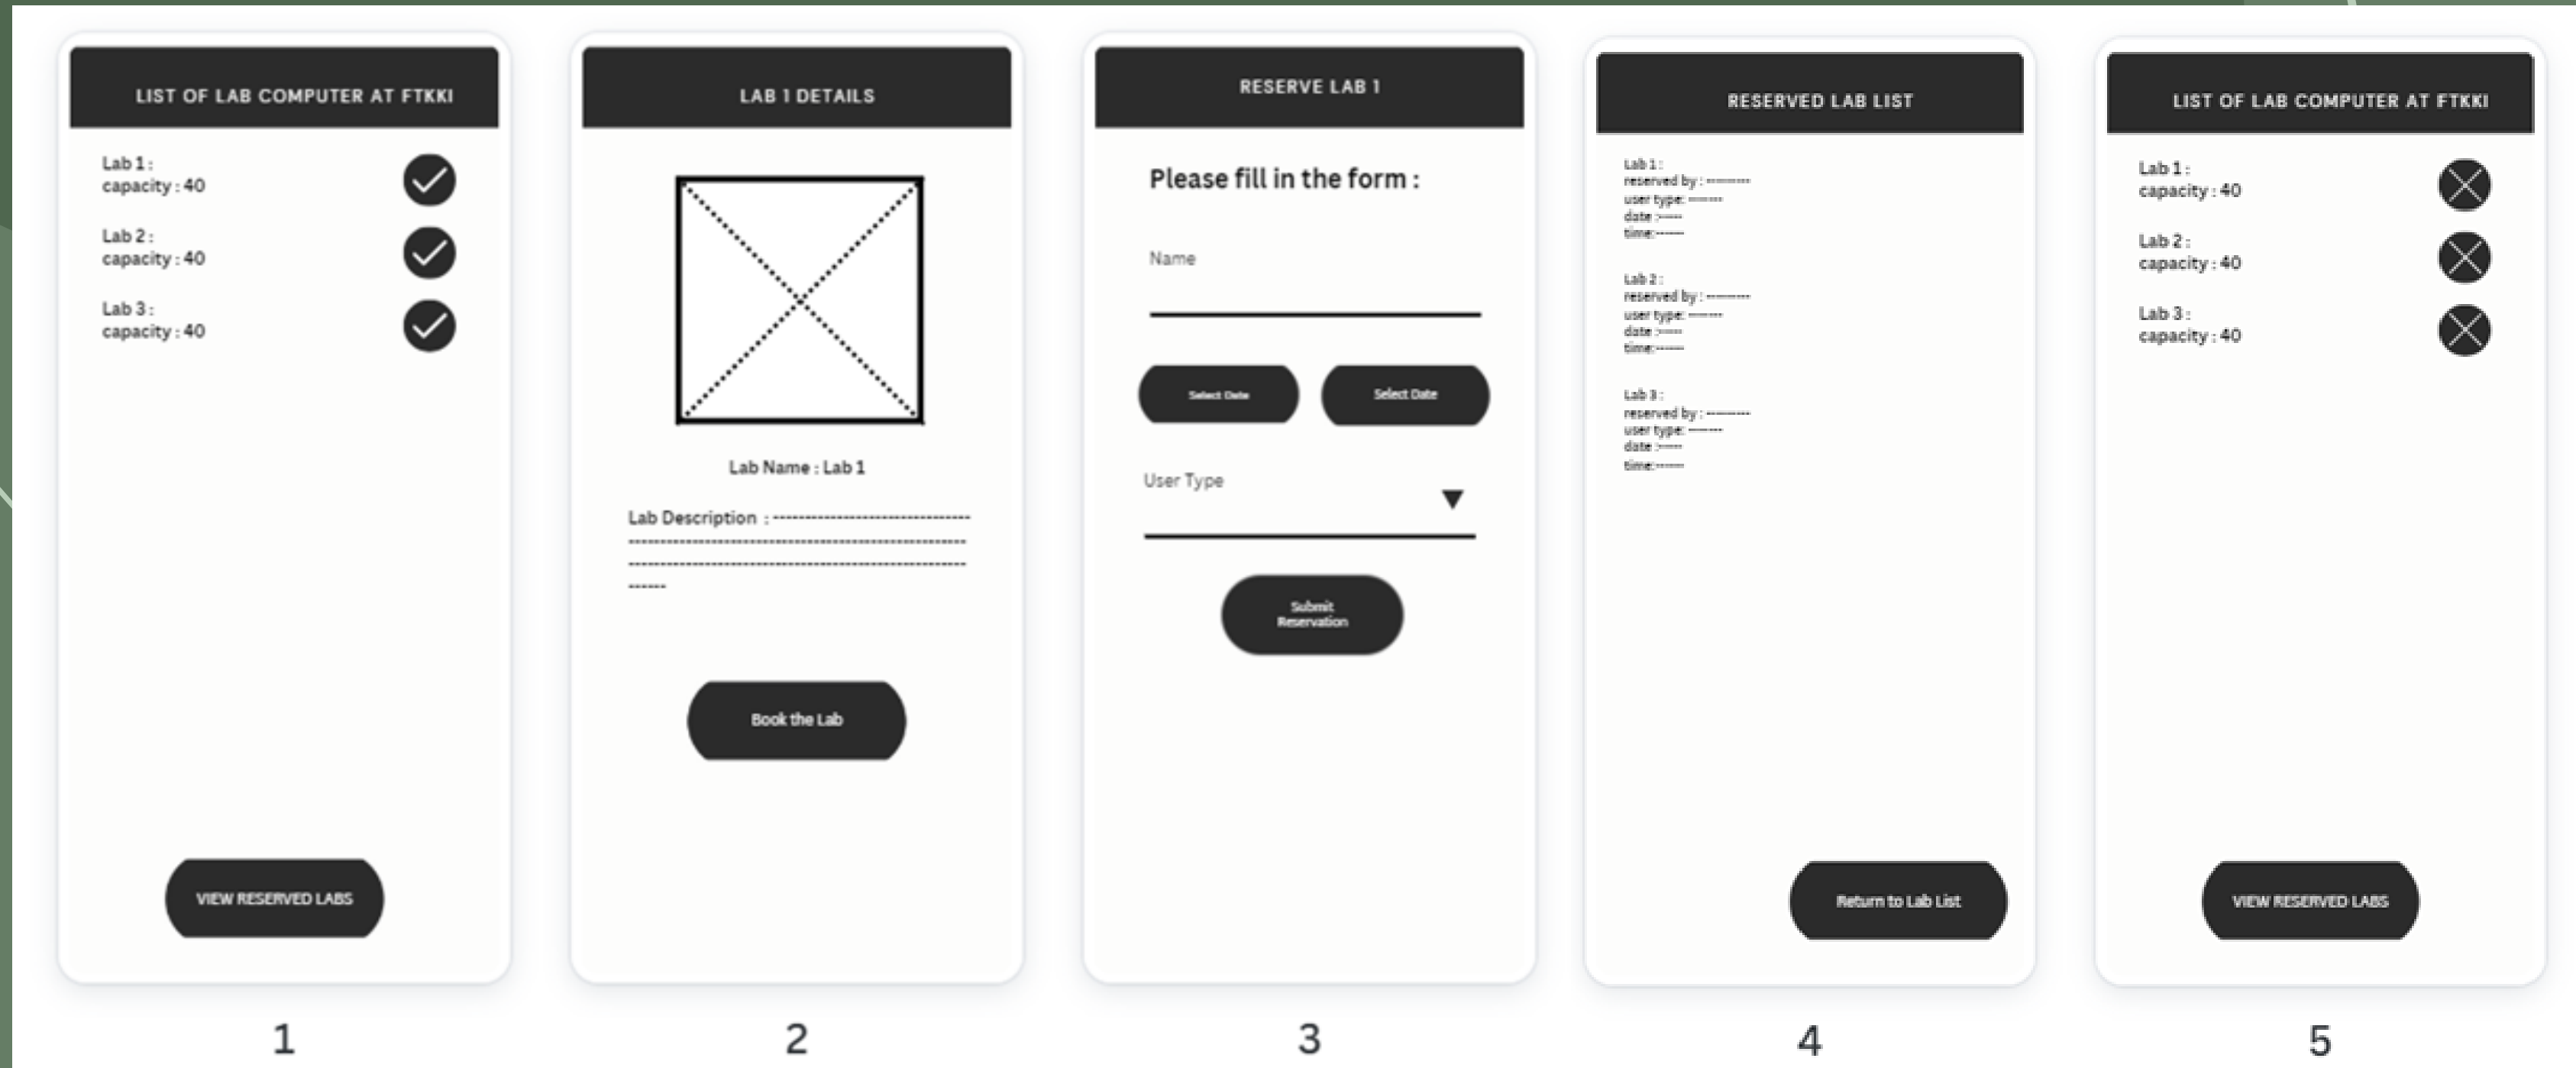 LIST OF LAB COMPUTER AT FTKKI
Lab 1 :
capacity : 40
Lab 2 :
capacity : 40
Lab 3 :
capacity : 40
VIEW RESERVED LABS
1
LAB 1 DETAILS
Lab Name : Lab 1
Lab Description : -------------------------------
-----------------------------------------------------
-----------------------------------------------------
------
Book the Lab
2
RESERVE LAB 1
Please fill in the form :
Name
Select Date
Select Date
User Type
Submit
Reservation
3
RESERVED LAB LIST
Lab 1 :
reserved by : ---------
user type: -------
date :-----
time:------
Lab 2 :
reserved by : ---------
user type: -------
date :-----
time:------
Lab 3 :
reserved by : ---------
user type: -------
date :-----
time:------
Return to Lab List
4
LIST OF LAB COMPUTER AT FTKKI
Lab 1 :
capacity : 40
Lab 2 :
capacity : 40
Lab 3 :
capacity : 40
VIEW RESERVED LABS
5